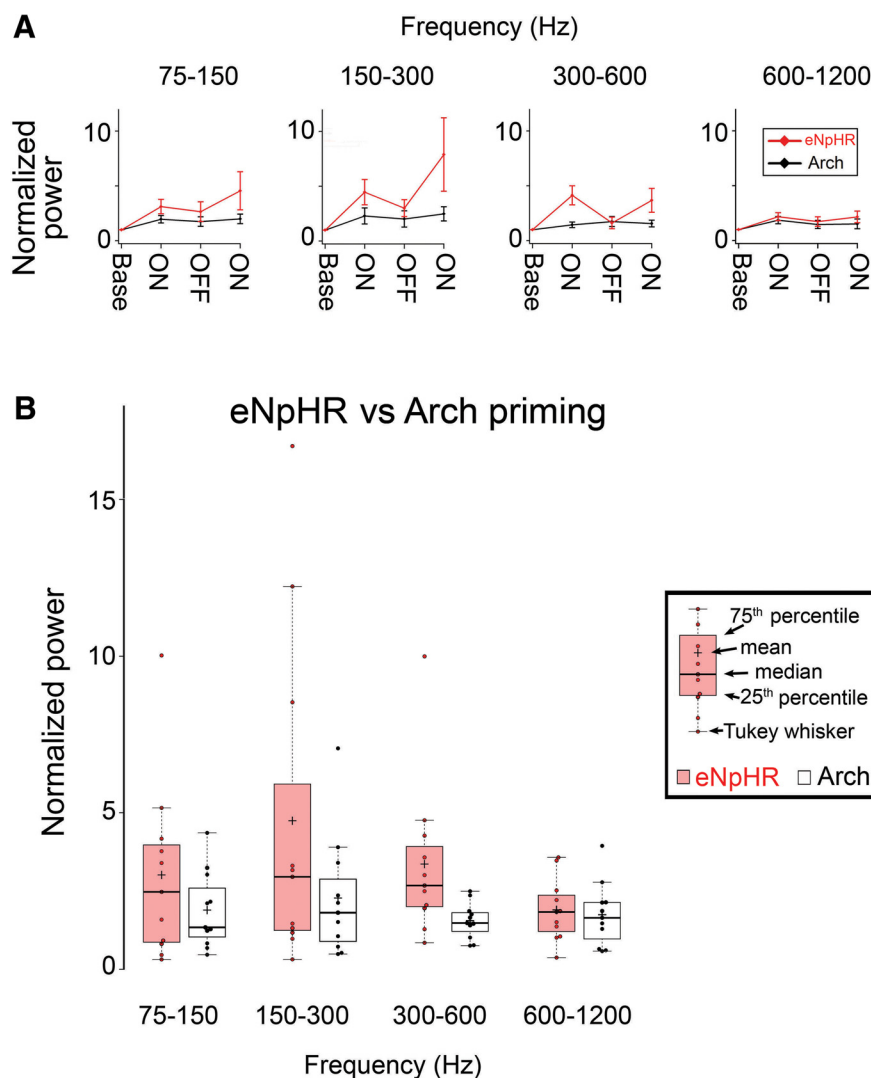 A
Frequency (Hz)
75-150 150-300 300-600 600-1200
Normalized
power
10 10 10 10
0 0 0 0
eNpHR
Arch
Base ON OFF ON Base ON OFF ON Base ON OFF ON Base ON OFF ON
B
eNpHR vs Arch priming
Normalized power
15
10
5
0
75th percentile
mean
median
25th percentile
Tukey whisker
eNpHR Arch
75-150 150-300 300-600 600-1200
Frequency (Hz)